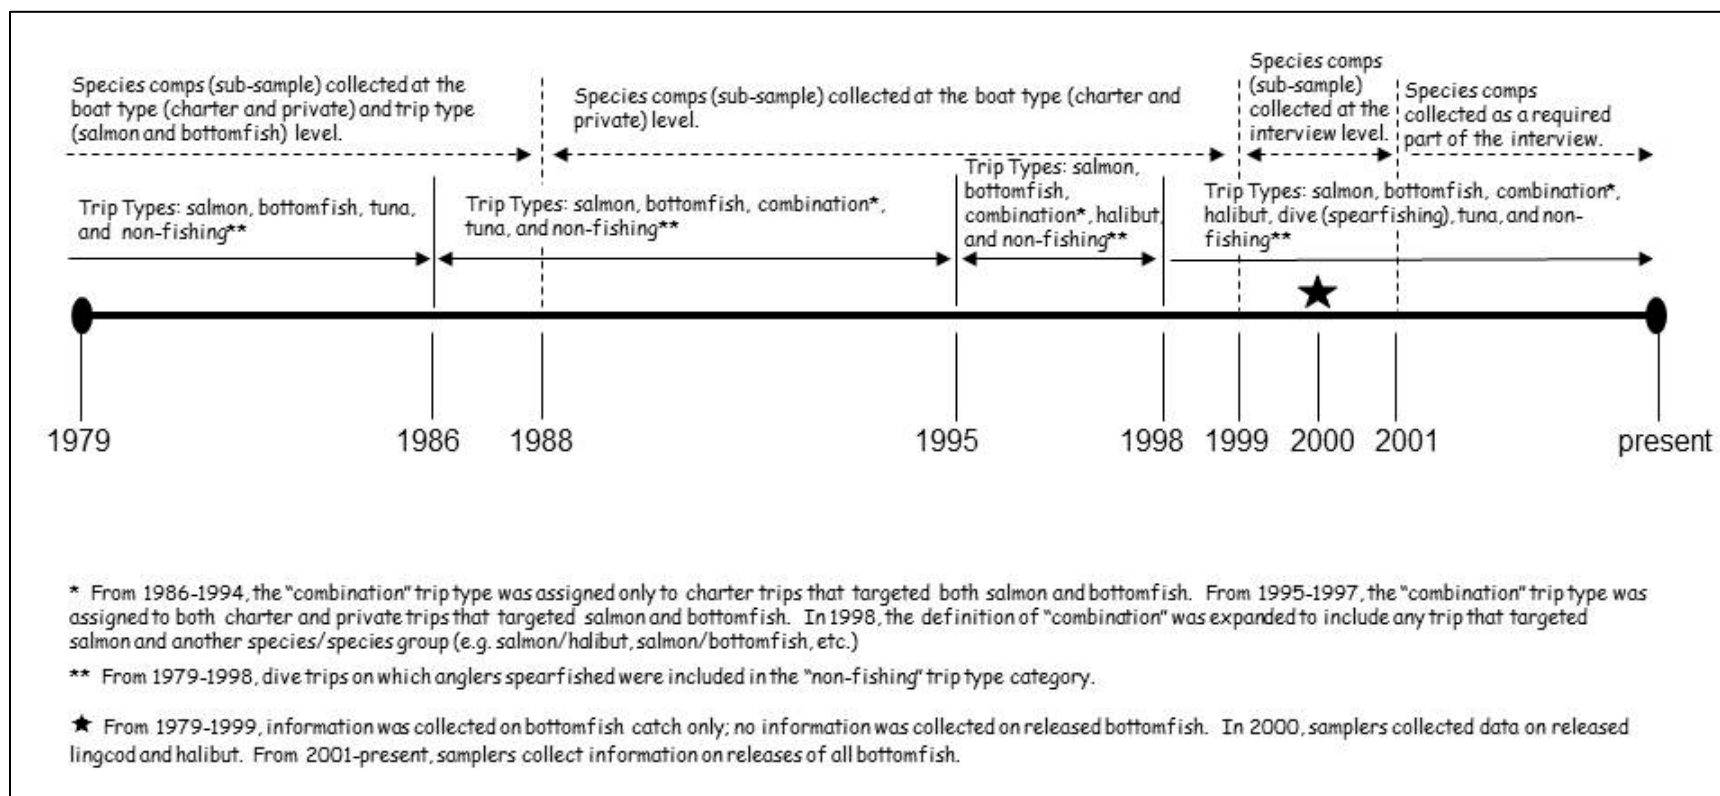 Species comps (sub-sample) collected at the
boat type (charter and private) and trip type
(salmon and bottomfish) level.
Species comps (sub-sample) collected at the boat type (charter and
private) level.
Species comps
(sub-sample)
collected at the
interview level.
Species comps
collected as a required
part of the interview.
Trip Types: salmon, bottomfish, tuna,
and non-fishing**
Trip Types: salmon, bottomfish, combination*,
tuna, and non-fishing**
Trip Types: salmon,
bottomfish,
combination*, halibut,
and non-fishing**
Trip Types: salmon, bottomfish, combination*,
halibut, dive (spearfishing), tuna, and non-
fishing**
★
1979
1986
1988
1995
1998
1999
2000
2001
present
* From 1986-1994, the "combination" trip type was assigned only to charter trips that targeted both salmon and bottomfish. From 1995-1997, the "combination" trip type was
assigned to both charter and private trips that targeted salmon and bottomfish. In 1998, the definition of "combination" was expanded to include any trip that targeted
salmon and another species/species group (e.g. salmon/halibut, salmon/bottomfish, etc.)
** From 1979-1998, dive trips on which anglers spearfished were included in the "non-fishing" trip type category.
★ From 1979-1999, information was collected on bottomfish catch only; no information was collected on released bottomfish. In 2000, samplers collected data on released
lingcod and halibut. From 2001-present, samplers collect information on releases of all bottomfish.